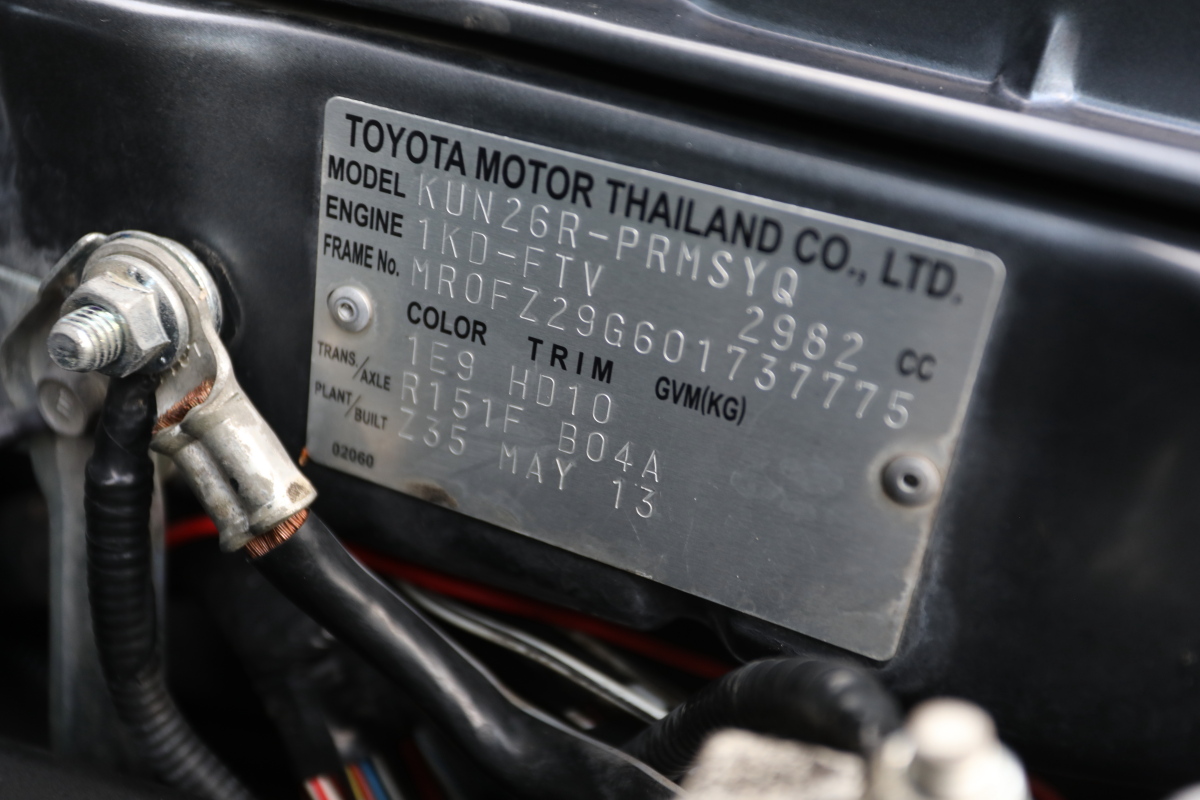 TOYOTA MOTOR THAILAND CO., LTD.
MODEL KUN26R-PRMSYQ
ENGINE 1KD-FTV 2982 CC
FRAME No. MR0FZ29G601737775
COLOR TRIM GVM(KG)
1E9 HD10
TRANS/AXLE R151F B04A
PLANT/BUILT Z35 MAY 13
02060
E